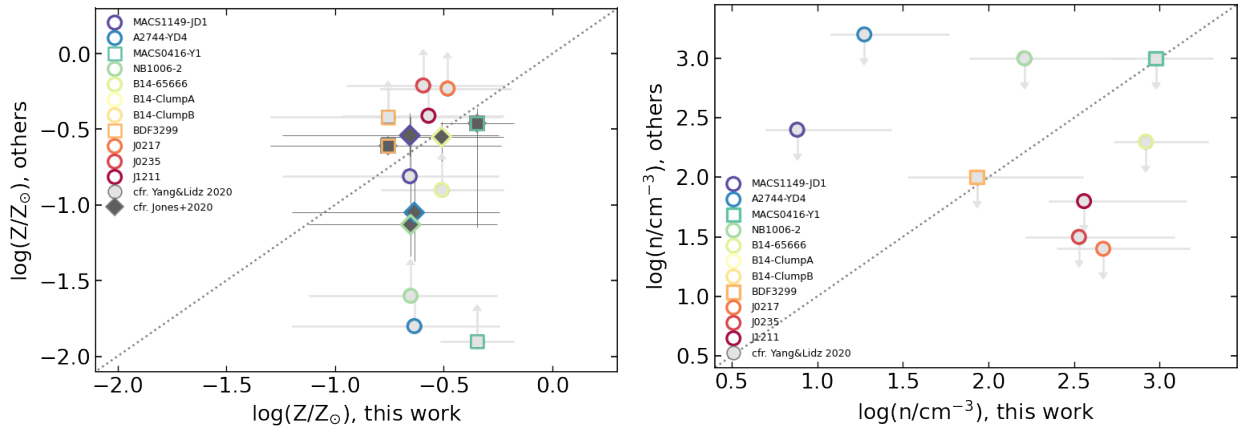 log(Z/Z⊙), others
0.0
−0.5
−1.0
−1.5
−2.0
MACS1149-JD1
A2744-YD4
MACS0416-Y1
NB1006-2
B14-65666
B14-ClumpA
B14-ClumpB
BDF3299
J0217
J0235
J1211
cfr. Yang&Lidz 2020
cfr. Jones+2020
−2.0 −1.5 −1.0 −0.5 0.0
log(Z/Z⊙), this work
log(n/cm⁻³), others
3.0
2.5
2.0
1.5
1.0
0.5
MACS1149-JD1
A2744-YD4
MACS0416-Y1
NB1006-2
B14-65666
B14-ClumpA
B14-ClumpB
BDF3299
J0217
J0235
J1211
cfr. Yang&Lidz 2020
0.5 1.0 1.5 2.0 2.5 3.0
log(n/cm⁻³), this work